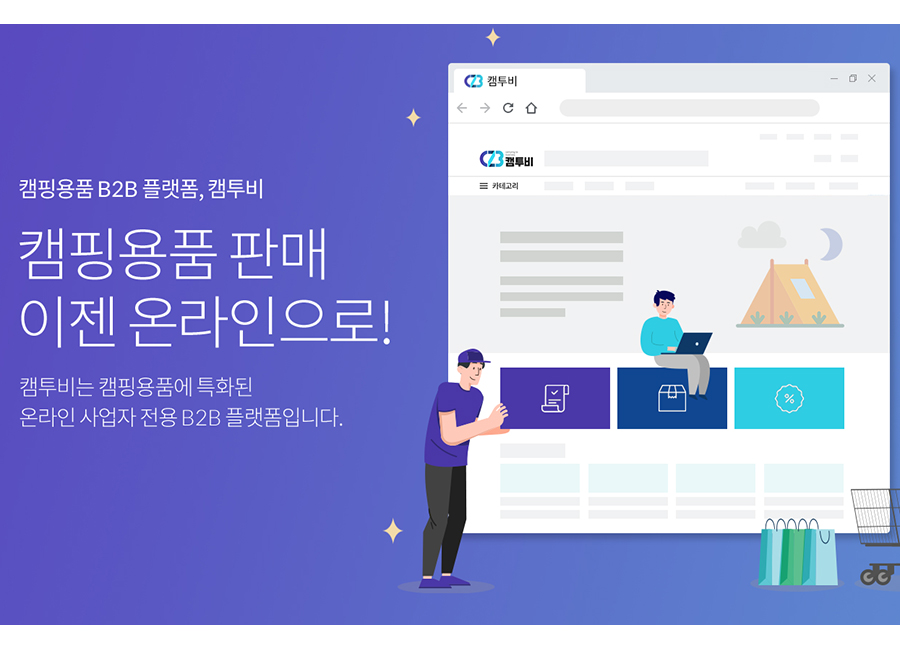 캠핑용품 B2B 플랫폼, 캠투비
캠핑용품 판매
이젠 온라인으로!
캠투비는 캠핑용품에 특화된
온라인 사업자 전용 B2B 플랫폼입니다.
C2B 캠투비
C2B 캠투비
카테고리
%